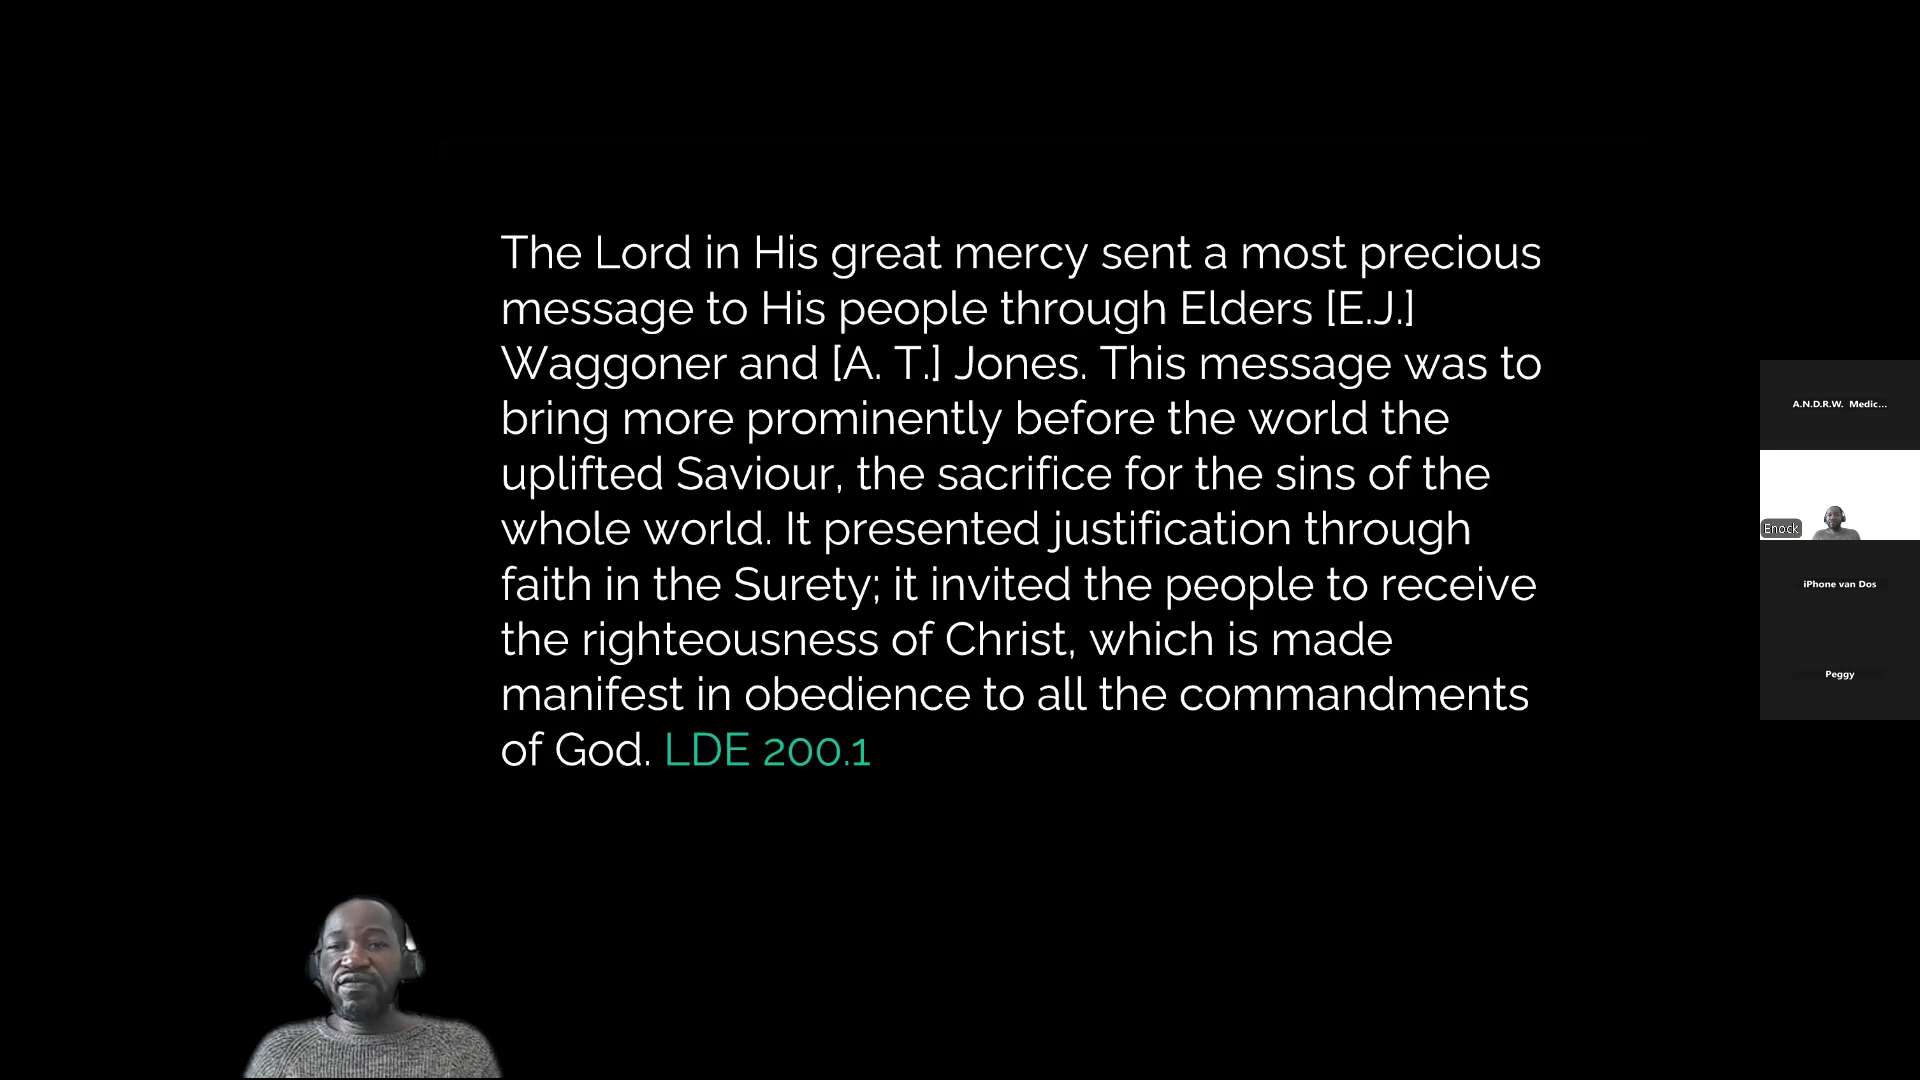 The Lord in His great mercy sent a most precious
message to His people through Elders [E.J.]
Waggoner and [A. T.] Jones. This message was to
bring more prominently before the world the
uplifted Saviour, the sacrifice for the sins of the
whole world. It presented justification through
faith in the Surety; it invited the people to receive
the righteousness of Christ, which is made
manifest in obedience to all the commandments
of God. LDE 200.1
A.N.D.R.W. Medic...
Enock
iPhone van Dos
Peggy